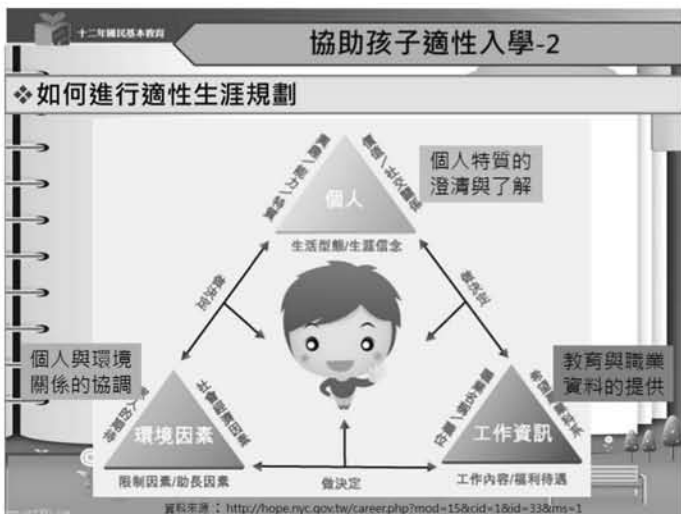 十二年國民基本教育
協助孩子適性入學-2
❖如何進行適性生涯規劃
個人特質的
澄清與了解
個人
生活型態/生涯信念
做決定
做決定
個人與環境
關係的協調
教育與職業
資料的提供
環境因素
工作資訊
限制因素/助長因素
做決定
工作內容/福利待遇
資料來源：http://hope.nyc.gov.tw/career.php?mod=15&cid=1&id=33&ms=1